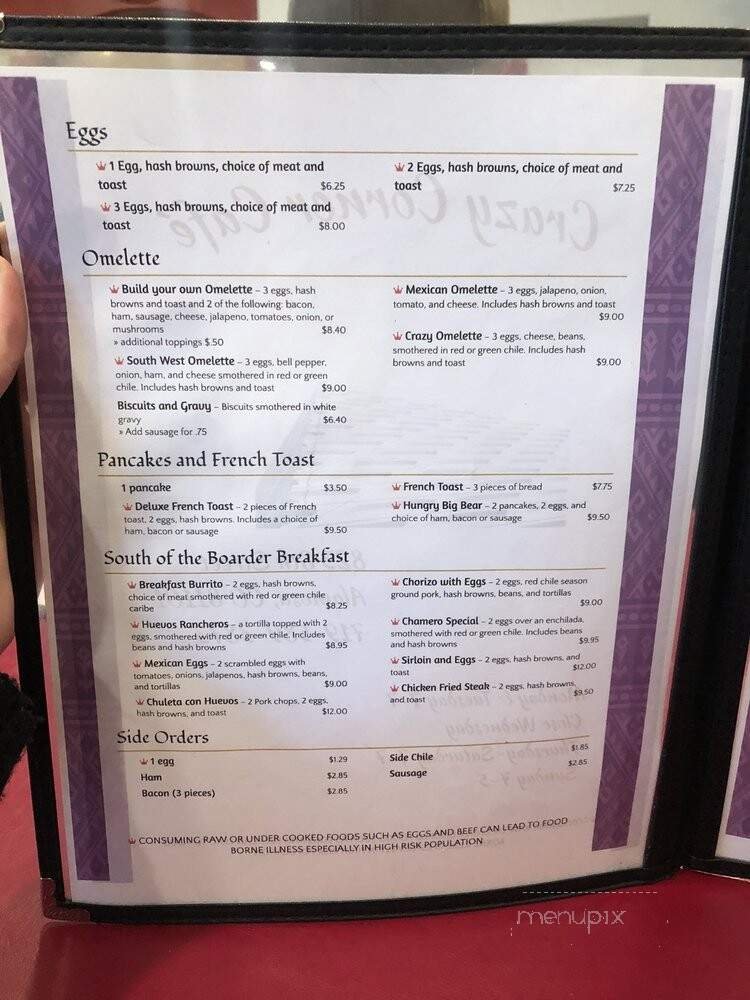 Eggs
1 Egg, hash browns, choice of meat and
toast $6.25
3 Eggs, hash browns, choice of meat and
toast $8.00
2 Eggs, hash browns, choice of meat and
toast $7.25
Crazy Corner Cafe
Omelette
Build your own Omelette – 3 eggs, hash
browns and toast and 2 of the following: bacon,
ham, sausage, cheese, jalapeno, tomatoes, onion, or
mushrooms $8.40
» additional toppings $.50
South West Omelette – 3 eggs, bell pepper,
onion, ham, and cheese smothered in red or green
chile. Includes hash browns and toast $9.00
Biscuits and Gravy – Biscuits smothered in white
gravy $6.40
» Add sausage for .75
Mexican Omelette – 3 eggs, jalapeno, onion,
tomato, and cheese. Includes hash browns and toast
$9.00
Crazy Omelette – 3 eggs, cheese, beans,
smothered in red or green chile. Includes hash
browns and toast $9.00
Pancakes and French Toast
1 pancake $3.50
Deluxe French Toast – 2 pieces of French
toast, 2 eggs, hash browns. Includes a choice of
ham, bacon or sausage $9.50
French Toast – 3 pieces of bread $7.75
Hungry Big Bear – 2 pancakes, 2 eggs, and
choice of ham, bacon or sausage $9.50
South of the Boarder Breakfast
Breakfast Burrito – 2 eggs, hash browns,
choice of meat smothered with red or green chile
caribe $8.25
Huevos Rancheros – a tortilla topped with 2
eggs, smothered with red or green chile. Includes
beans and hash browns $8.95
Mexican Eggs – 2 scrambled eggs with
tomatoes, onions, jalapenos, hash browns, beans,
and tortillas $9.00
Chuleta con Huevos – 2 Pork chops, 2 eggs,
hash browns, and toast $12.00
Chorizo with Eggs – 2 eggs, red chile season
ground pork, hash browns, beans, and tortillas
$9.00
Chamero Special – 2 eggs over an enchilada,
smothered with red or green chile. Includes beans
and hash browns $9.95
Sirloin and Eggs – 2 eggs, hash browns, and
toast $12.00
Chicken Fried Steak – 2 eggs, hash browns,
and toast $9.50
Side Orders
1 egg $1.29
Ham $2.85
Bacon (3 pieces) $2.85
Side Chile $1.85
Sausage $2.85
CONSUMING RAW OR UNDER COOKED FOODS SUCH AS EGGS AND BEEF CAN LEAD TO FOOD
BORNE ILLNESS ESPECIALLY IN HIGH RISK POPULATION
menupix